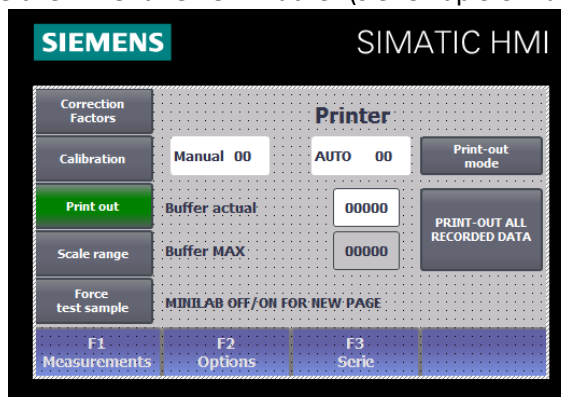 SIEMENS
SIMATIC HMI
Correction
Factors
Printer
Calibration
Manual 00
AUTO 00
Print-out
mode
Print out
Buffer actual
00000
PRINT-OUT ALL
RECORDED DATA
Scale range
Buffer MAX
00000
Force
test sample
MINILAB OFF/ON FOR NEW PAGE
F1
Measurements
F2
Options
F3
Serie